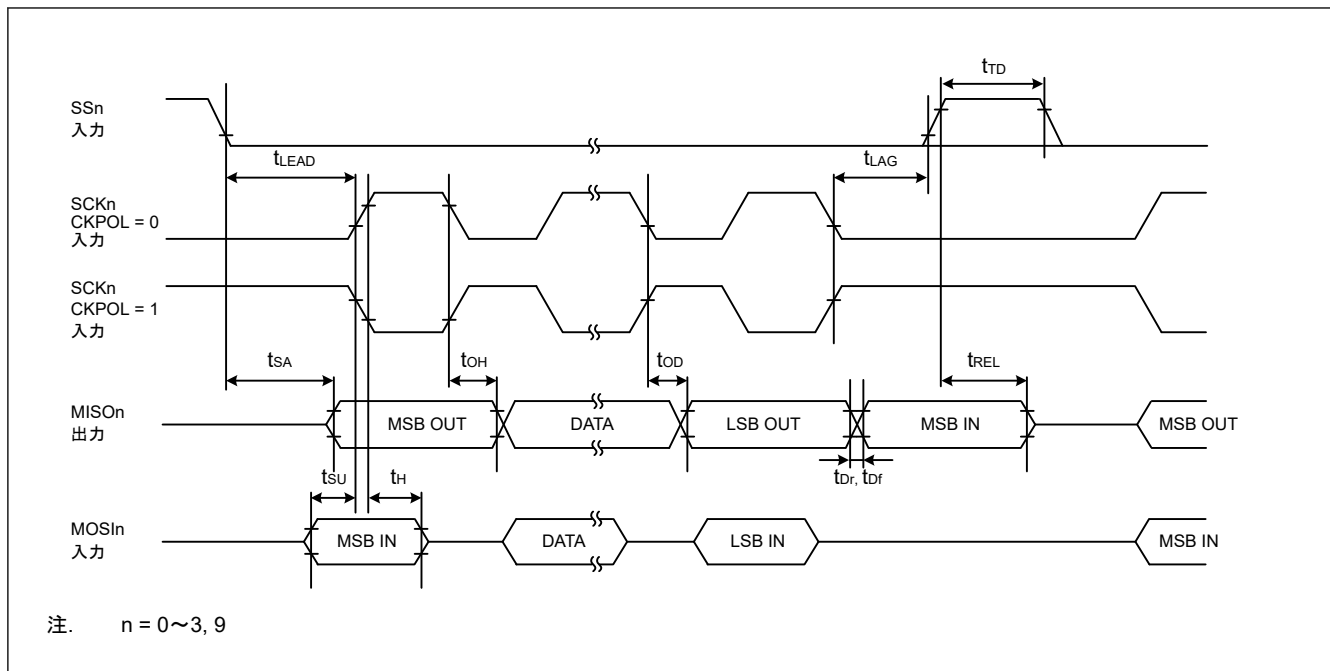 tTD
SSn
入力
tLEAD
tLAG
SCKn
CKPOL = 0
入力
SCKn
CKPOL = 1
入力
tSA
tOH
tOD
tREL
MISOn
出力
MSB OUT
DATA
LSB OUT
MSB IN
MSB OUT
tSU
tH
tDr, tDf
MOSIn
入力
MSB IN
DATA
LSB IN
MSB IN
注. n = 0～3, 9